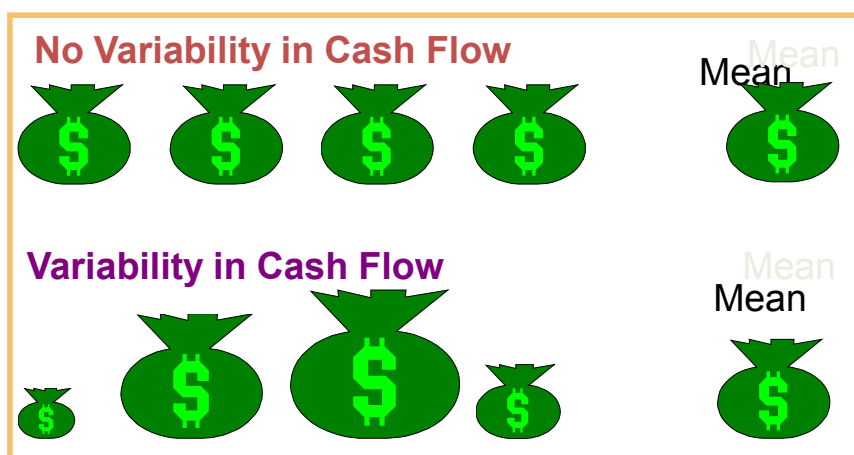 No Variability in Cash Flow
Mean
Mean
$ $ $ $ $
Variability in Cash Flow
Mean
Mean
$ $ $ $ $